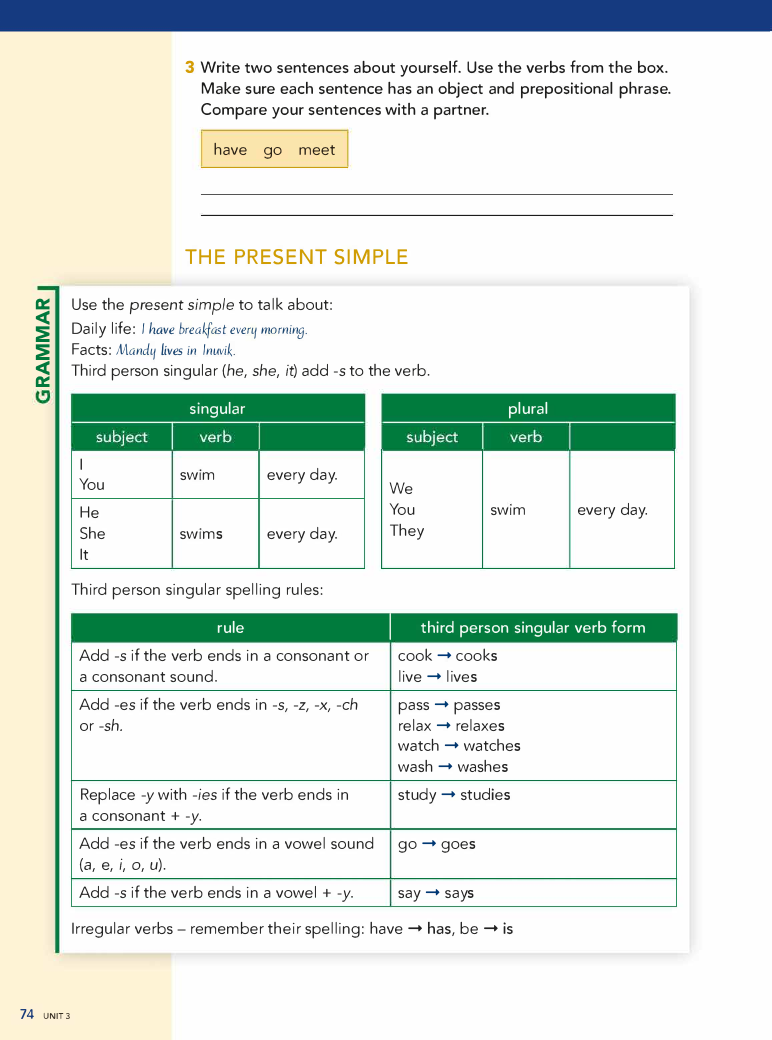 3 Write two sentences about yourself. Use the verbs from the box.
Make sure each sentence has an object and prepositional phrase.
Compare your sentences with a partner.
have go meet
THE PRESENT SIMPLE
GRAMMAR
Use the present simple to talk about:
Daily life: I have breakfast every morning.
Facts: Mandy lives in Inuvik.
Third person singular (he, she, it) add -s to the verb.
singular
subject verb
I
You
swim every day.
He
She
It
swims every day.
plural
subject verb
We
You
They
swim every day.
Third person singular spelling rules:
rule third person singular verb form
Add -s if the verb ends in a consonant or
a consonant sound.
cook → cooks
live → lives
Add -es if the verb ends in -s, -z, -x, -ch
or -sh.
pass → passes
relax → relaxes
watch → watches
wash → washes
Replace -y with -ies if the verb ends in
a consonant + -y.
study → studies
Add -es if the verb ends in a vowel sound
(a, e, i, o, u).
go → goes
Add -s if the verb ends in a vowel + -y. say → says
Irregular verbs – remember their spelling: have → has, be → is
74 UNIT 3